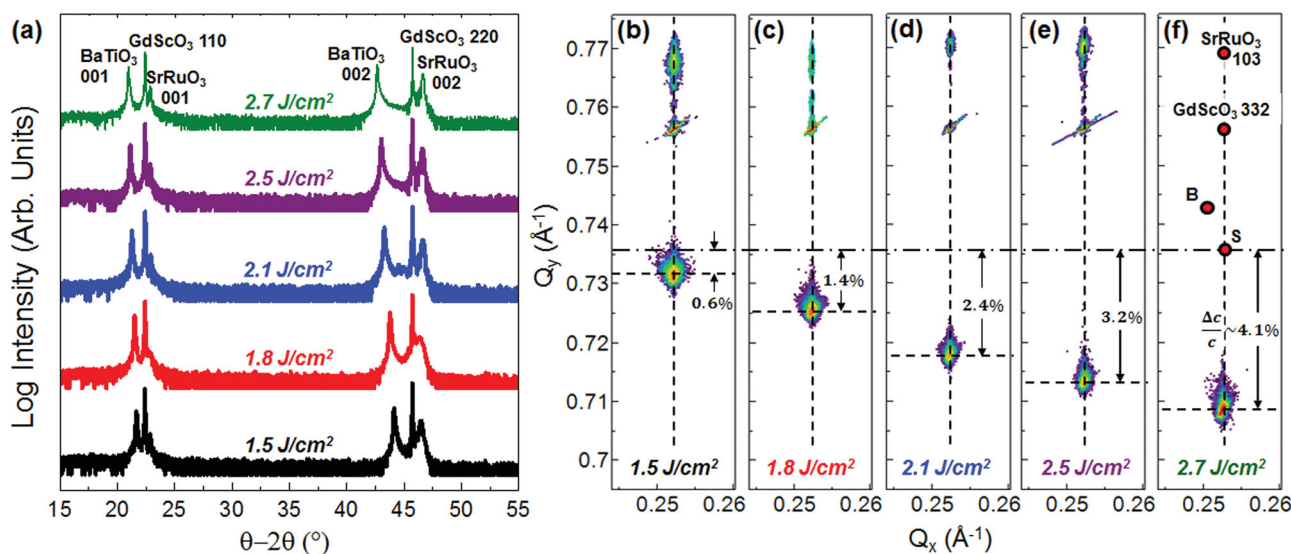 (a)
BaTiO₃
001
GdScO₃ 110
SrRuO₃
001
BaTiO₃
002
GdScO₃ 220
SrRuO₃
002
2.7 J/cm²
2.5 J/cm²
2.1 J/cm²
1.8 J/cm²
1.5 J/cm²
Log Intensity (Arb. Units)
15 20 25 30 35 40 45 50 55
θ–2θ (°)
Q_y (Å⁻¹)
0.77
0.76
0.75
0.74
0.73
0.72
0.71
0.7
(b)
0.6%
1.5 J/cm²
0.25 0.26
(c)
1.4%
1.8 J/cm²
0.25 0.26
(d)
2.4%
2.1 J/cm²
0.25 0.26
(e)
3.2%
2.5 J/cm²
0.25 0.26
(f)
SrRuO₃
103
GdScO₃ 332
B
S
Δc/c ~4.1%
2.7 J/cm²
0.25 0.26
Q_x (Å⁻¹)